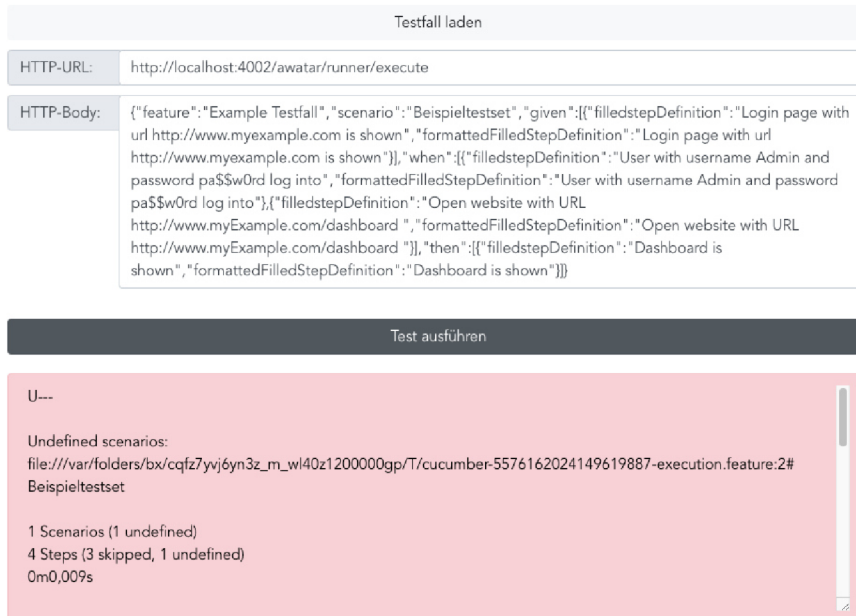 Testfall laden
HTTP-URL:
http://localhost:4002/awatar/runner/execute
HTTP-Body:
{"feature":"Example Testfall","scenario":"Beispieltestset","given":[{"filledstepDefinition":"Login page with
url http://www.myexample.com is shown","formattedFilledStepDefinition":"Login page with url
http://www.myexample.com is shown"}],"when":[{"filledstepDefinition":"User with username Admin and
password pa$$w0rd log into","formattedFilledStepDefinition":"User with username Admin and password
pa$$w0rd log into"},{"filledstepDefinition":"Open website with URL
http://www.myExample.com/dashboard ","formattedFilledStepDefinition":"Open website with URL
http://www.myExample.com/dashboard "}],"then":[{"filledstepDefinition":"Dashboard is
shown","formattedFilledStepDefinition":"Dashboard is shown"}]}
Test ausführen
U---
Undefined scenarios:
file:///var/folders/bx/cqfz7yvj6yn3z_m_wl40z1200000gp/T/cucumber-5576162024149619887-execution.feature:2#
Beispieltestset
1 Scenarios (1 undefined)
4 Steps (3 skipped, 1 undefined)
0m0,009s